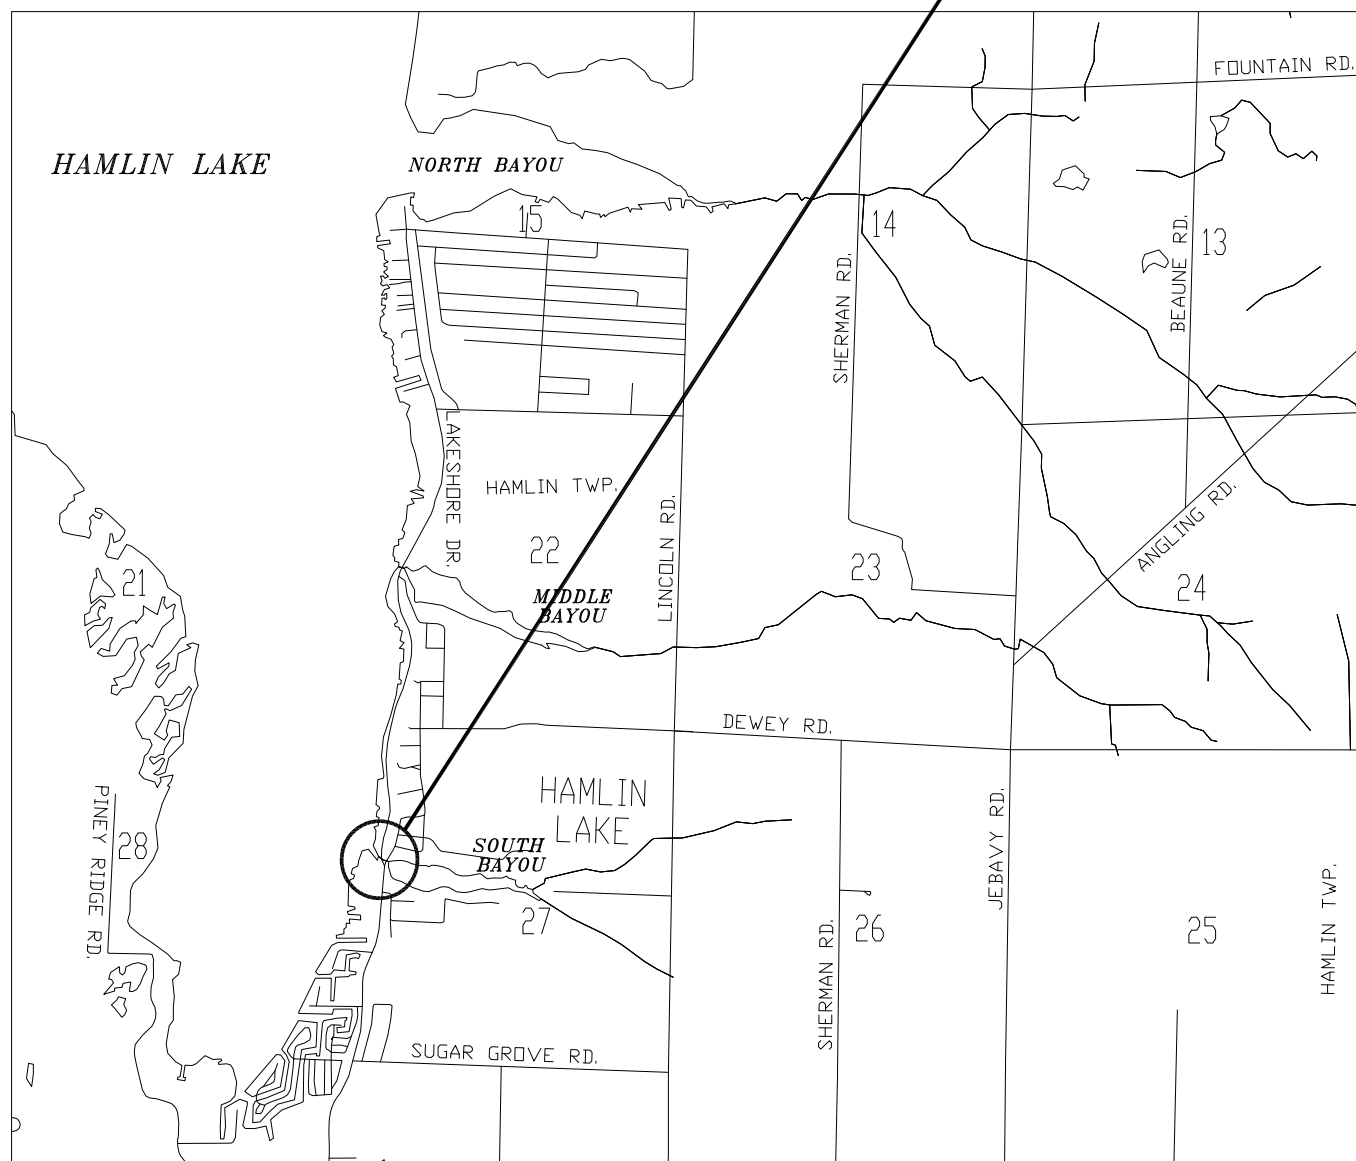 FOUNTAIN RD.
HAMLIN LAKE
NORTH BAYOU
15
14
13
BEAUNE RD.
SHERMAN RD.
LAKESHORE DR.
HAMLIN TWP.
LINCOLN RD.
ANGLING RD.
22
23
21
24
MIDDLE
BAYOU
DEWEY RD.
HAMLIN
LAKE
PINEY RIDGE RD.
28
SOUTH
BAYOU
JEBAVY RD.
27
26
25
HAMLIN TWP.
SHERMAN RD.
SUGAR GROVE RD.